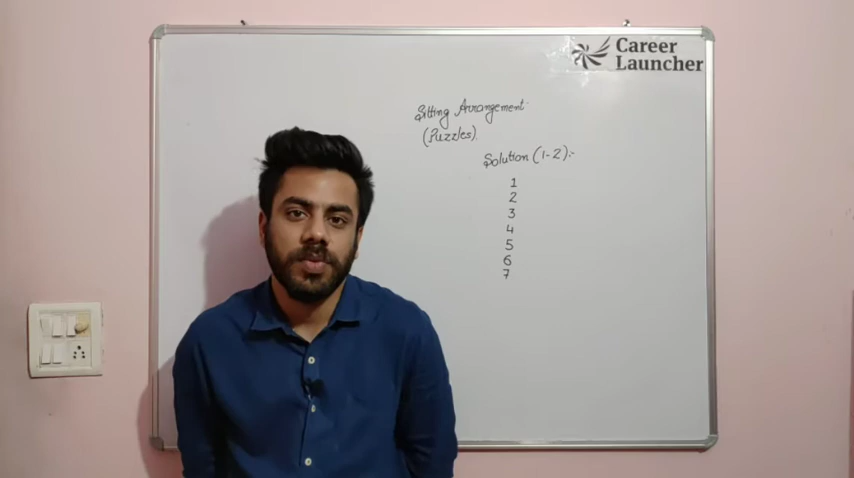 Career
Launcher
Sitting Arrangement
(Puzzles).
Solution (1-2):-
1
2
3
4
5
6
7